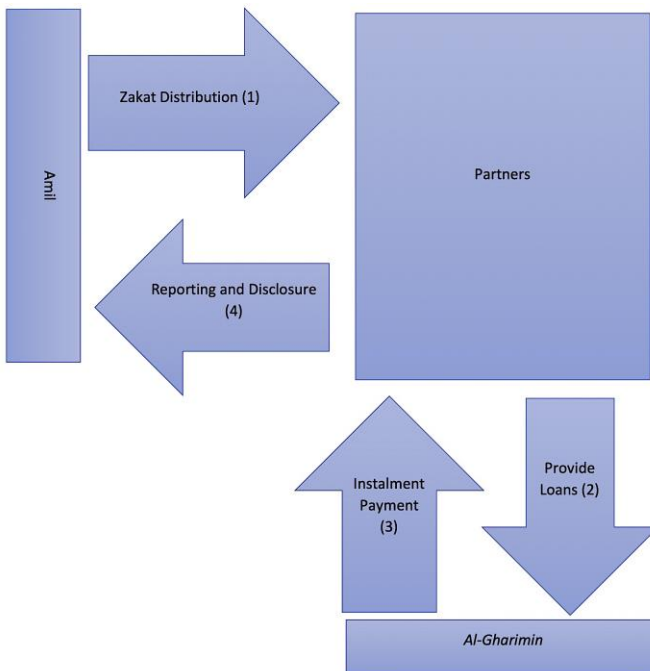 Amil
Zakat Distribution (1)
Partners
Reporting and Disclosure
(4)
Instalment
Payment
(3)
Provide
Loans (2)
Al-Gharimin